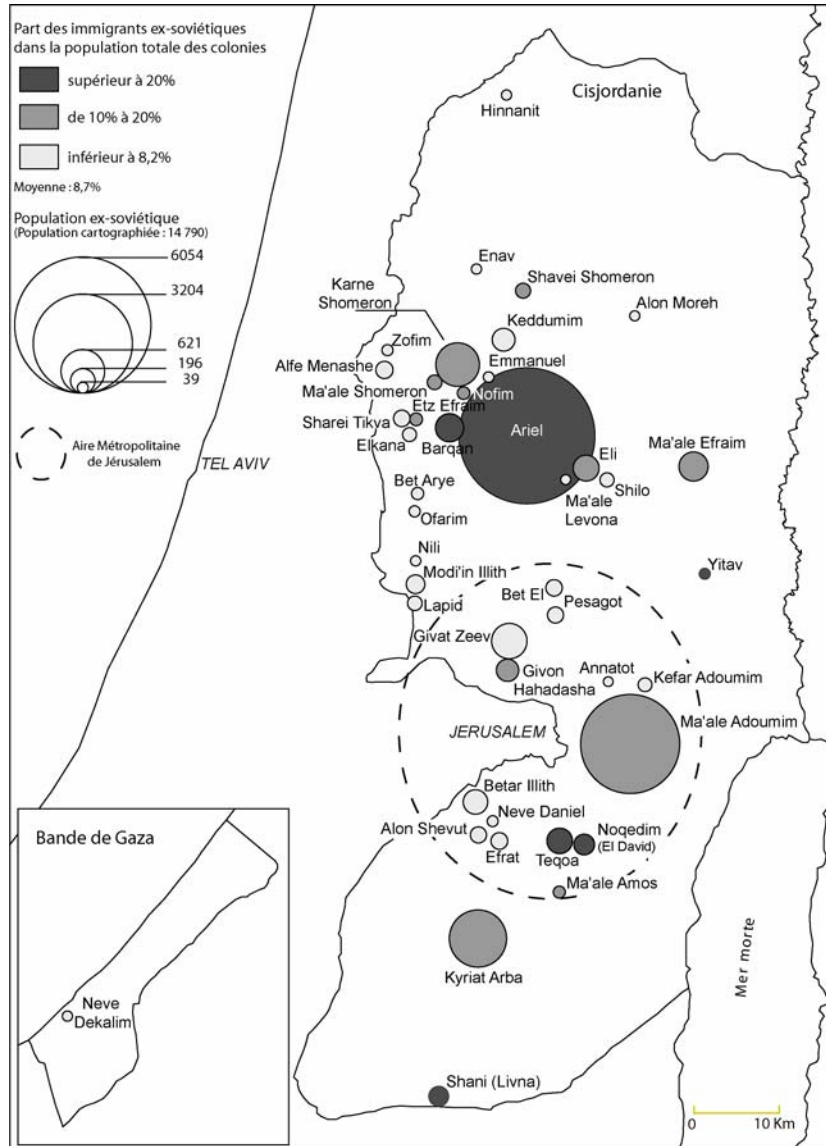 Part des immigrants ex-soviétiques
dans la population totale des colonies
supérieur à 20%
de 10% à 20%
inférieur à 8,2%
Moyenne : 8,7%
Population ex-soviétique
(Population cartographiée : 14 790)
6054
3204
621
196
39
Aire Métropolitaine
de Jérusalem
TEL AVIV
Cisjordanie
Hinnanit
Enav
Shavei Shomeron
Karne
Shomeron
Alon Moreh
Keddumim
Zofim
Alfe Menashe
Emmanuel
Ma'ale Shomeron
Nofim
Etz Efraim
Sharei Tikva
Elkana
Barqan
Ariel
Eli
Ma'ale Efraim
Shilo
Ma'ale
Levona
Bet Arye
Ofarim
Nili
Modi'in Illith
Lapid
Yitav
Bet El
Pesagot
Givat Zeev
Givon
Hahadasha
Annatot
Kefar Adoumim
Ma'ale Adoumim
JERUSALEM
Betar Illith
Neve Daniel
Alon Shevut
Efrat
Teqoa
Noqedim
(El David)
Ma'ale Amos
Kyriat Arba
Mer morte
Shani (Livna)
Bande de Gaza
Neve
Dekalim
0 10 Km